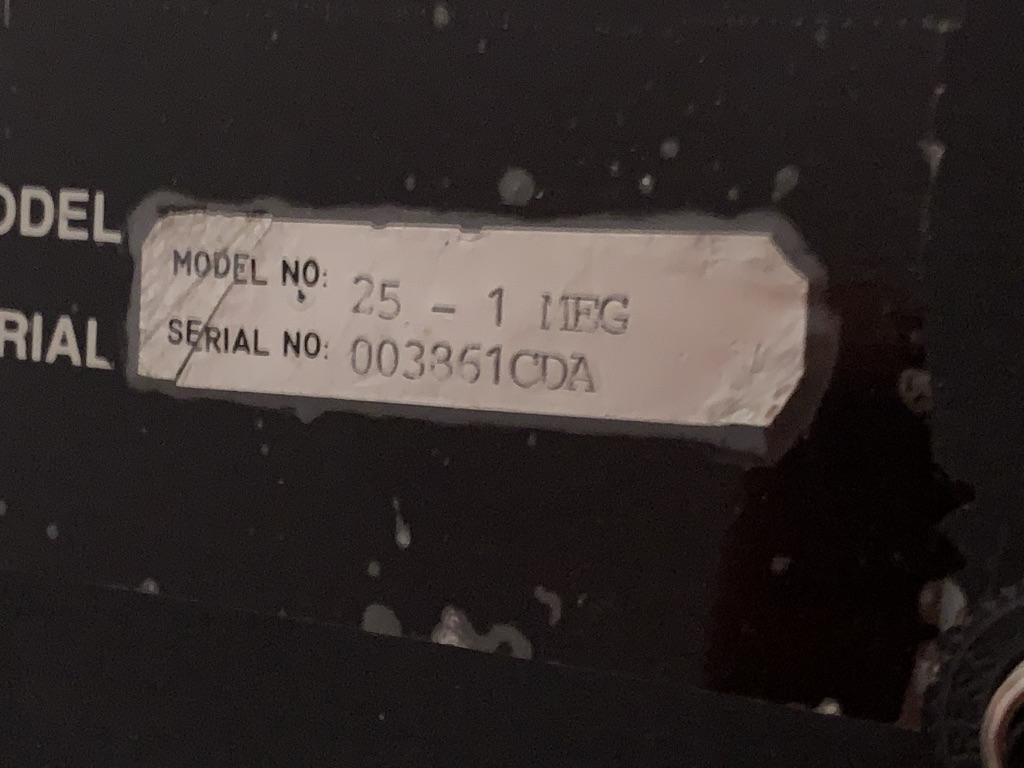 ODEL
MODEL NO: 25 - 1 MEG
RIAL
SERIAL NO: 003861CDA